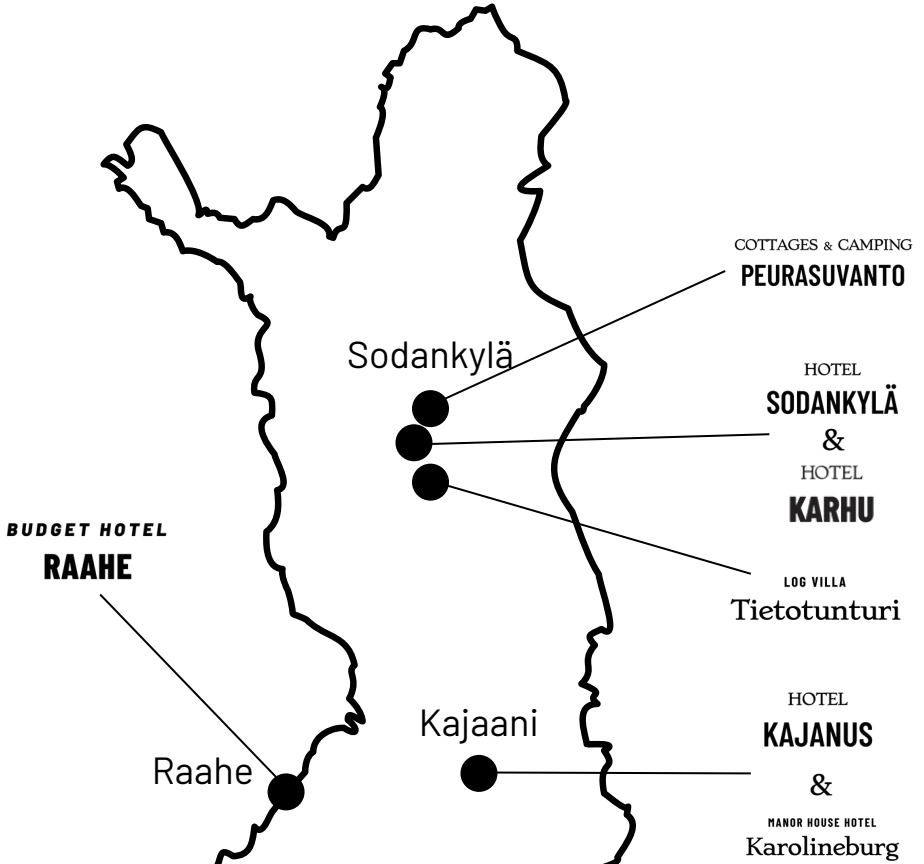 COTTAGES & CAMPING
PEURASUVANTO
Sodankylä
HOTEL
SODANKYLÄ
&
HOTEL
KARHU
BUDGET HOTEL
RAAHE
LOG VILLA
Tietotunturi
HOTEL
KAJANUS
&
MANOR HOUSE HOTEL
Karolineburg
Kajaani
Raahe